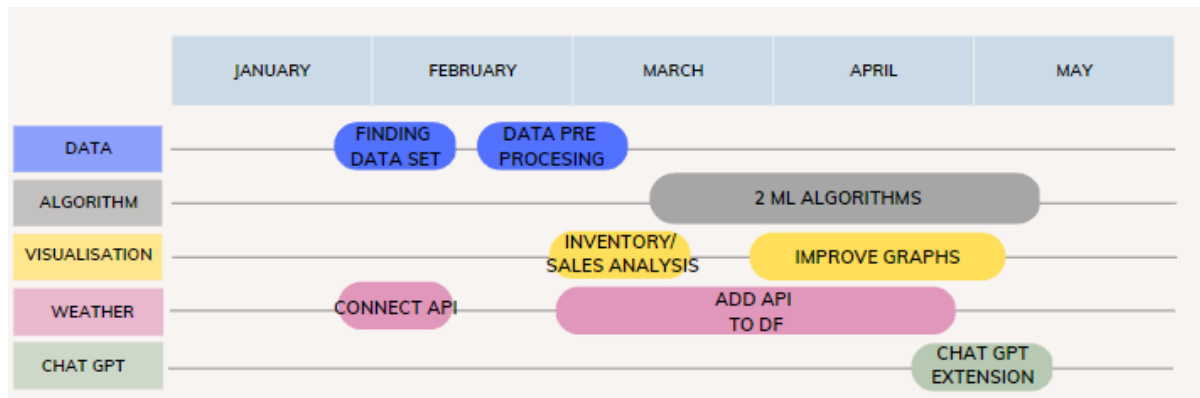 JANUARY
FEBRUARY
MARCH
APRIL
MAY
DATA
FINDING
DATA SET
DATA PRE
PROCESING
ALGORITHM
2 ML ALGORITHMS
VISUALISATION
INVENTORY/
SALES ANALYSIS
IMPROVE GRAPHS
WEATHER
CONNECT API
ADD API
TO DF
CHAT GPT
CHAT GPT
EXTENSION